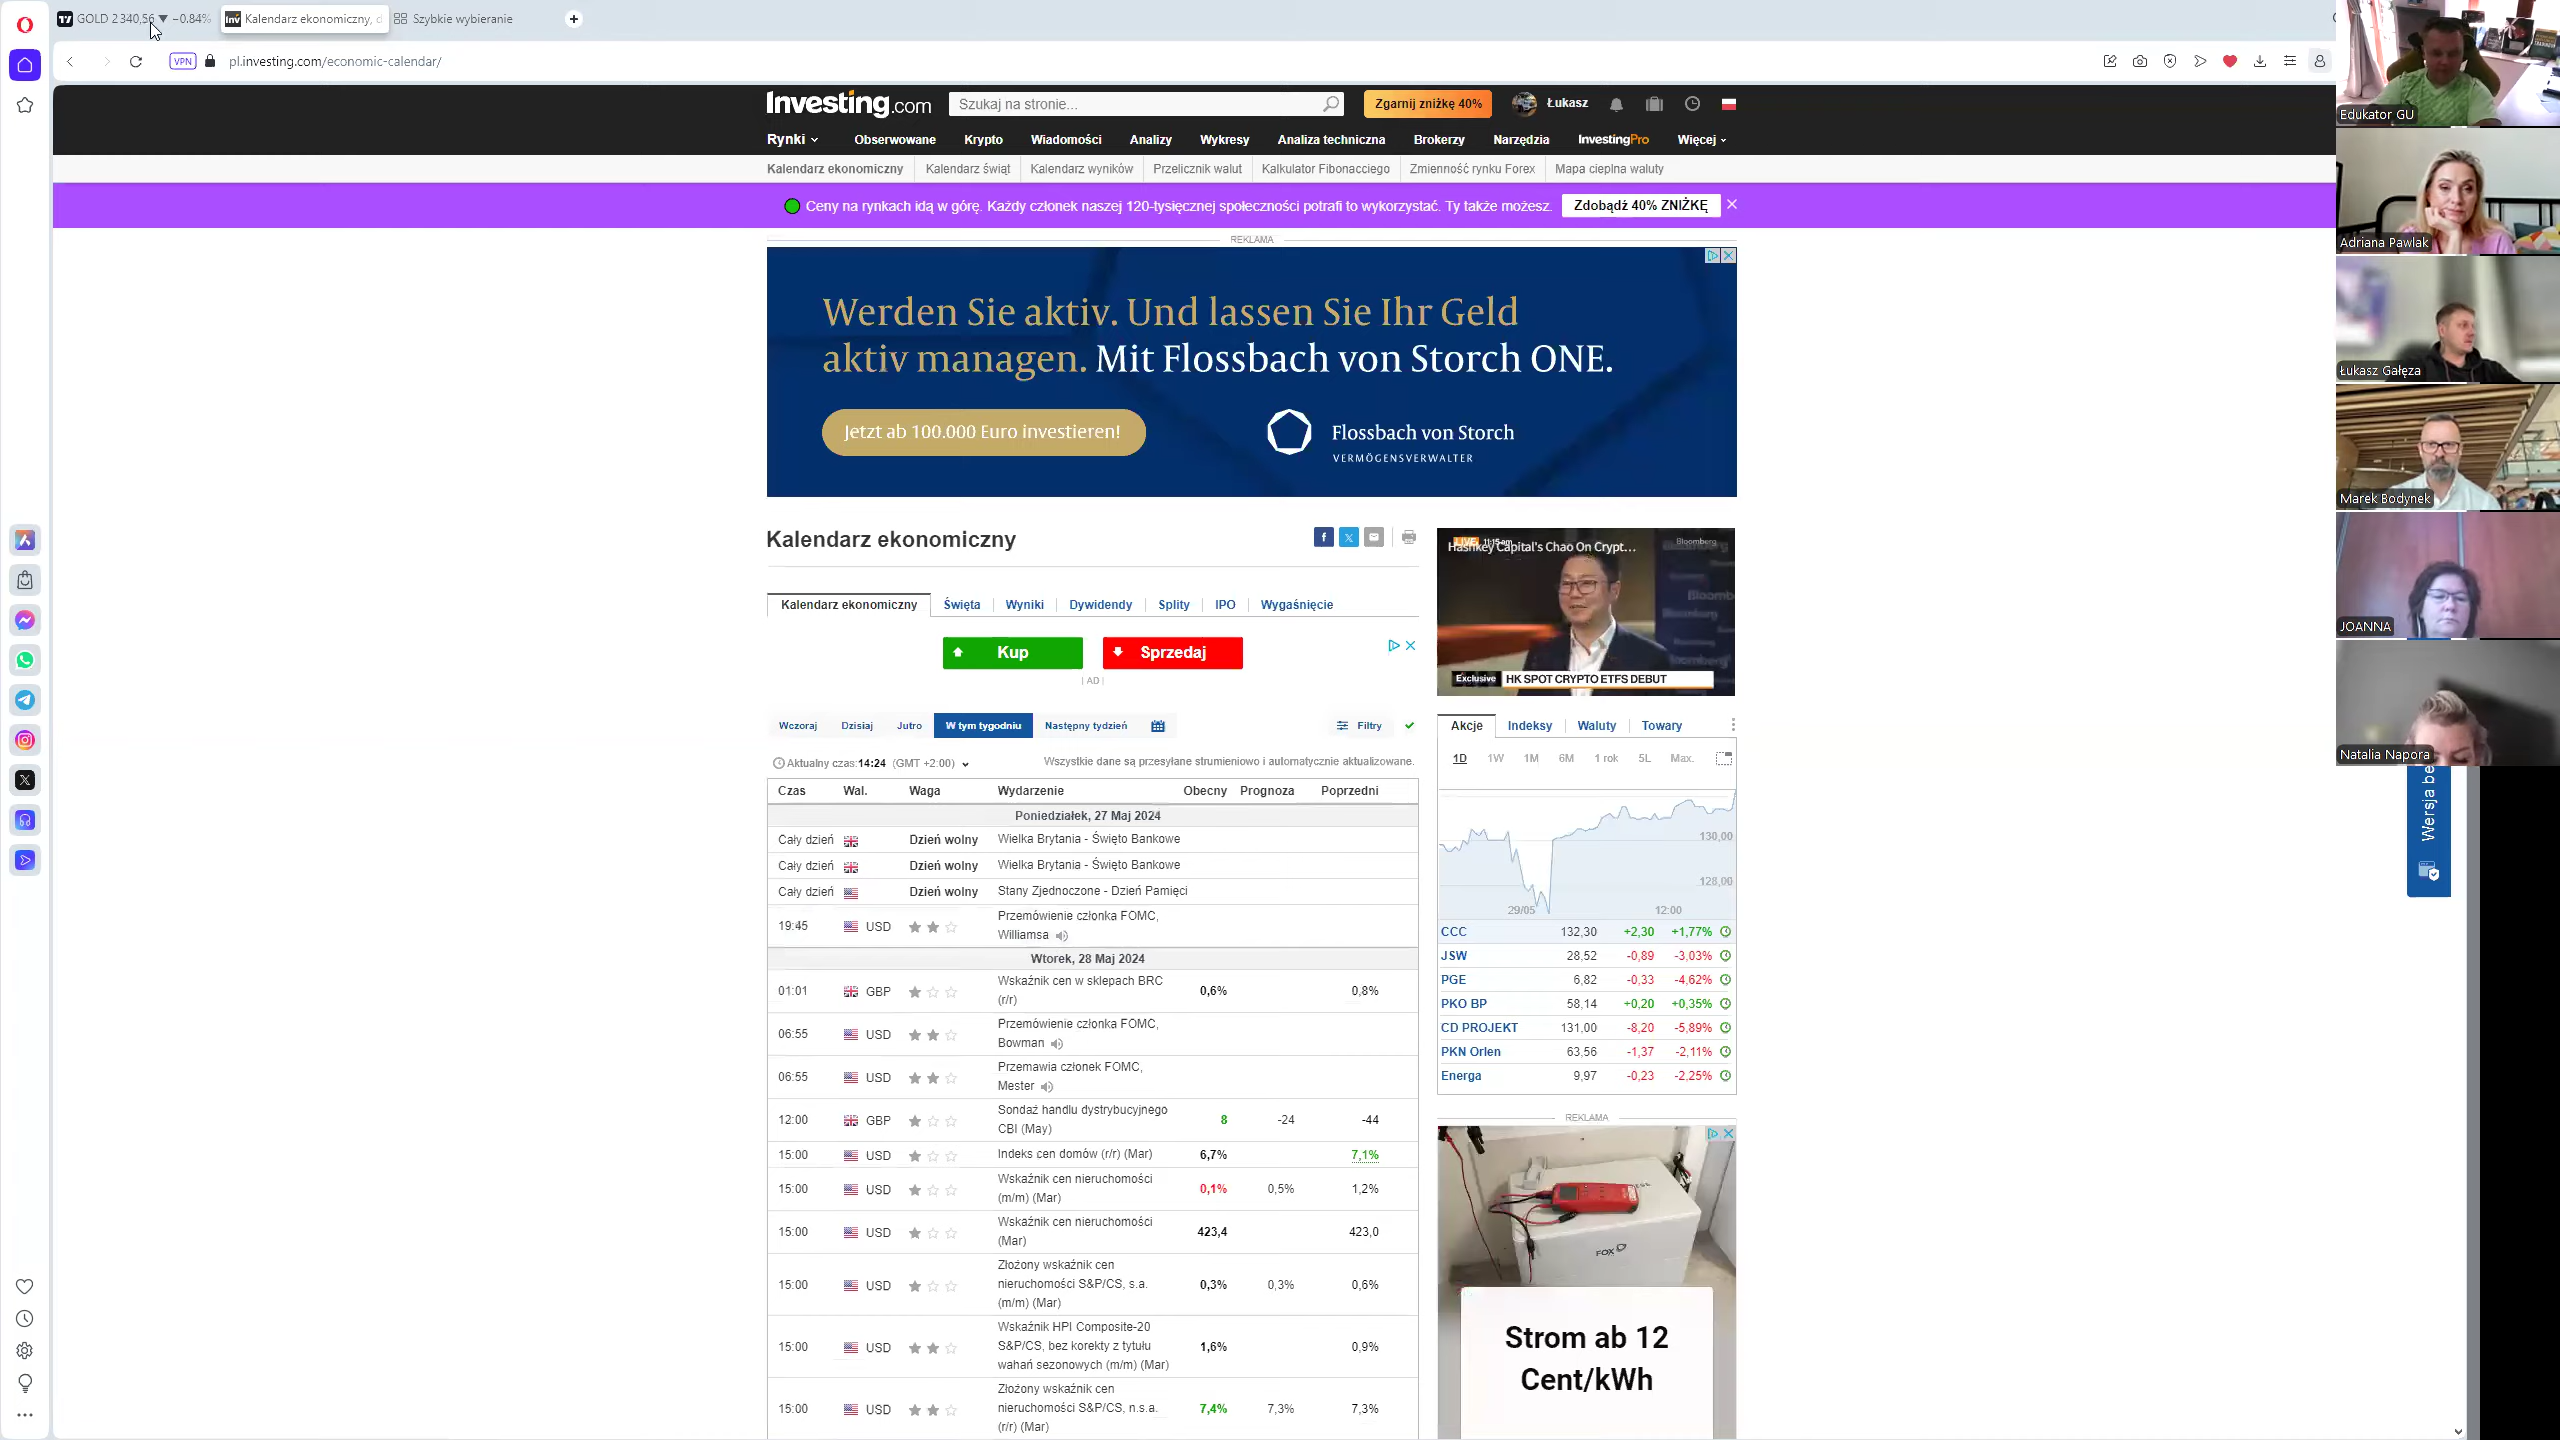 GOLD 2 340,56 ▼ −0.84%
Kalendarz ekonomiczny, d
Szybkie wybieranie
VPN
pl.investing.com/economic-calendar/
Investing.com
Szukaj na stronie...
Zgarnij zniżkę 40%
Łukasz
Rynki
Obserwowane
Krypto
Wiadomości
Analizy
Wykresy
Analiza techniczna
Brokerzy
Narzędzia
InvestingPro
Więcej
Kalendarz ekonomiczny
Kalendarz świąt
Kalendarz wyników
Przelicznik walut
Kalkulator Fibonacciego
Zmienność rynku Forex
Mapa cieplna waluty
Ceny na rynkach idą w górę. Każdy członek naszej 120-tysięcznej społeczności potrafi to wykorzystać. Ty także możesz.
Zdobądź 40% ZNIŻKĘ
REKLAMA
Werden Sie aktiv. Und lassen Sie Ihr Geld
aktiv managen. Mit Flossbach von Storch ONE.
Jetzt ab 100.000 Euro investieren!
Flossbach von Storch
VERMÖGENSVERWALTER
Kalendarz ekonomiczny
Kalendarz ekonomiczny
Święta
Wyniki
Dywidendy
Splity
IPO
Wygaśnięcie
Kup
Sprzedaj
| AD |
Wczoraj
Dzisiaj
Jutro
W tym tygodniu
Następny tydzień
Filtry
Aktualny czas:14:24 (GMT +2:00)
Wszystkie dane są przesyłane strumieniowo i automatycznie aktualizowane.
Czas Wal. Waga Wydarzenie Obecny Prognoza Poprzedni
Poniedziałek, 27 Maj 2024
Cały dzień Dzień wolny Wielka Brytania - Święto Bankowe
Cały dzień Dzień wolny Wielka Brytania - Święto Bankowe
Cały dzień Dzień wolny Stany Zjednoczone - Dzień Pamięci
19:45 USD Przemówienie członka FOMC,
Williamsa
Wtorek, 28 Maj 2024
01:01 GBP Wskaźnik cen w sklepach BRC 0,6% 0,8%
(r/r)
06:55 USD Przemówienie członka FOMC,
Bowman
06:55 USD Przemawia członek FOMC,
Mester
12:00 GBP Sondaż handlu dystrybucyjnego 8 -24 -44
CBI (May)
15:00 USD Indeks cen domów (r/r) (Mar) 6,7% 7,1%
15:00 USD Wskaźnik cen nieruchomości 0,1% 0,5% 1,2%
(m/m) (Mar)
15:00 USD Wskaźnik cen nieruchomości 423,4 423,0
(Mar)
15:00 USD Złożony wskaźnik cen
nieruchomości S&P/CS, s.a. 0,3% 0,3% 0,6%
(m/m) (Mar)
15:00 USD Wskaźnik HPI Composite-20
S&P/CS, bez korekty z tytułu 1,6% 0,9%
wahań sezonowych (m/m) (Mar)
15:00 USD Złożony wskaźnik cen
nieruchomości S&P/CS, n.s.a. 7,4% 7,3% 7,3%
(r/r) (Mar)
LIVE 11:15am
Bloomberg
Hashkey Capital's Chao On Crypt...
Exclusive HK SPOT CRYPTO ETFS DEBUT
Akcje
Indeksy
Waluty
Towary
1D 1W 1M 6M 1 rok 5L Max.
130,00
128,00
29/05 12:00
CCC 132,30 +2,30 +1,77%
JSW 28,52 -0,89 -3,03%
PGE 6,82 -0,33 -4,62%
PKO BP 58,14 +0,20 +0,35%
CD PROJEKT 131,00 -8,20 -5,89%
PKN Orlen 63,56 -1,37 -2,11%
Energa 9,97 -0,23 -2,25%
REKLAMA
FOX
Strom ab 12
Cent/kWh
Wersja be
Edukator GU
Adriana Pawlak
Łukasz Gałęza
Marek Bodynek
JOANNA
Natalia Napora